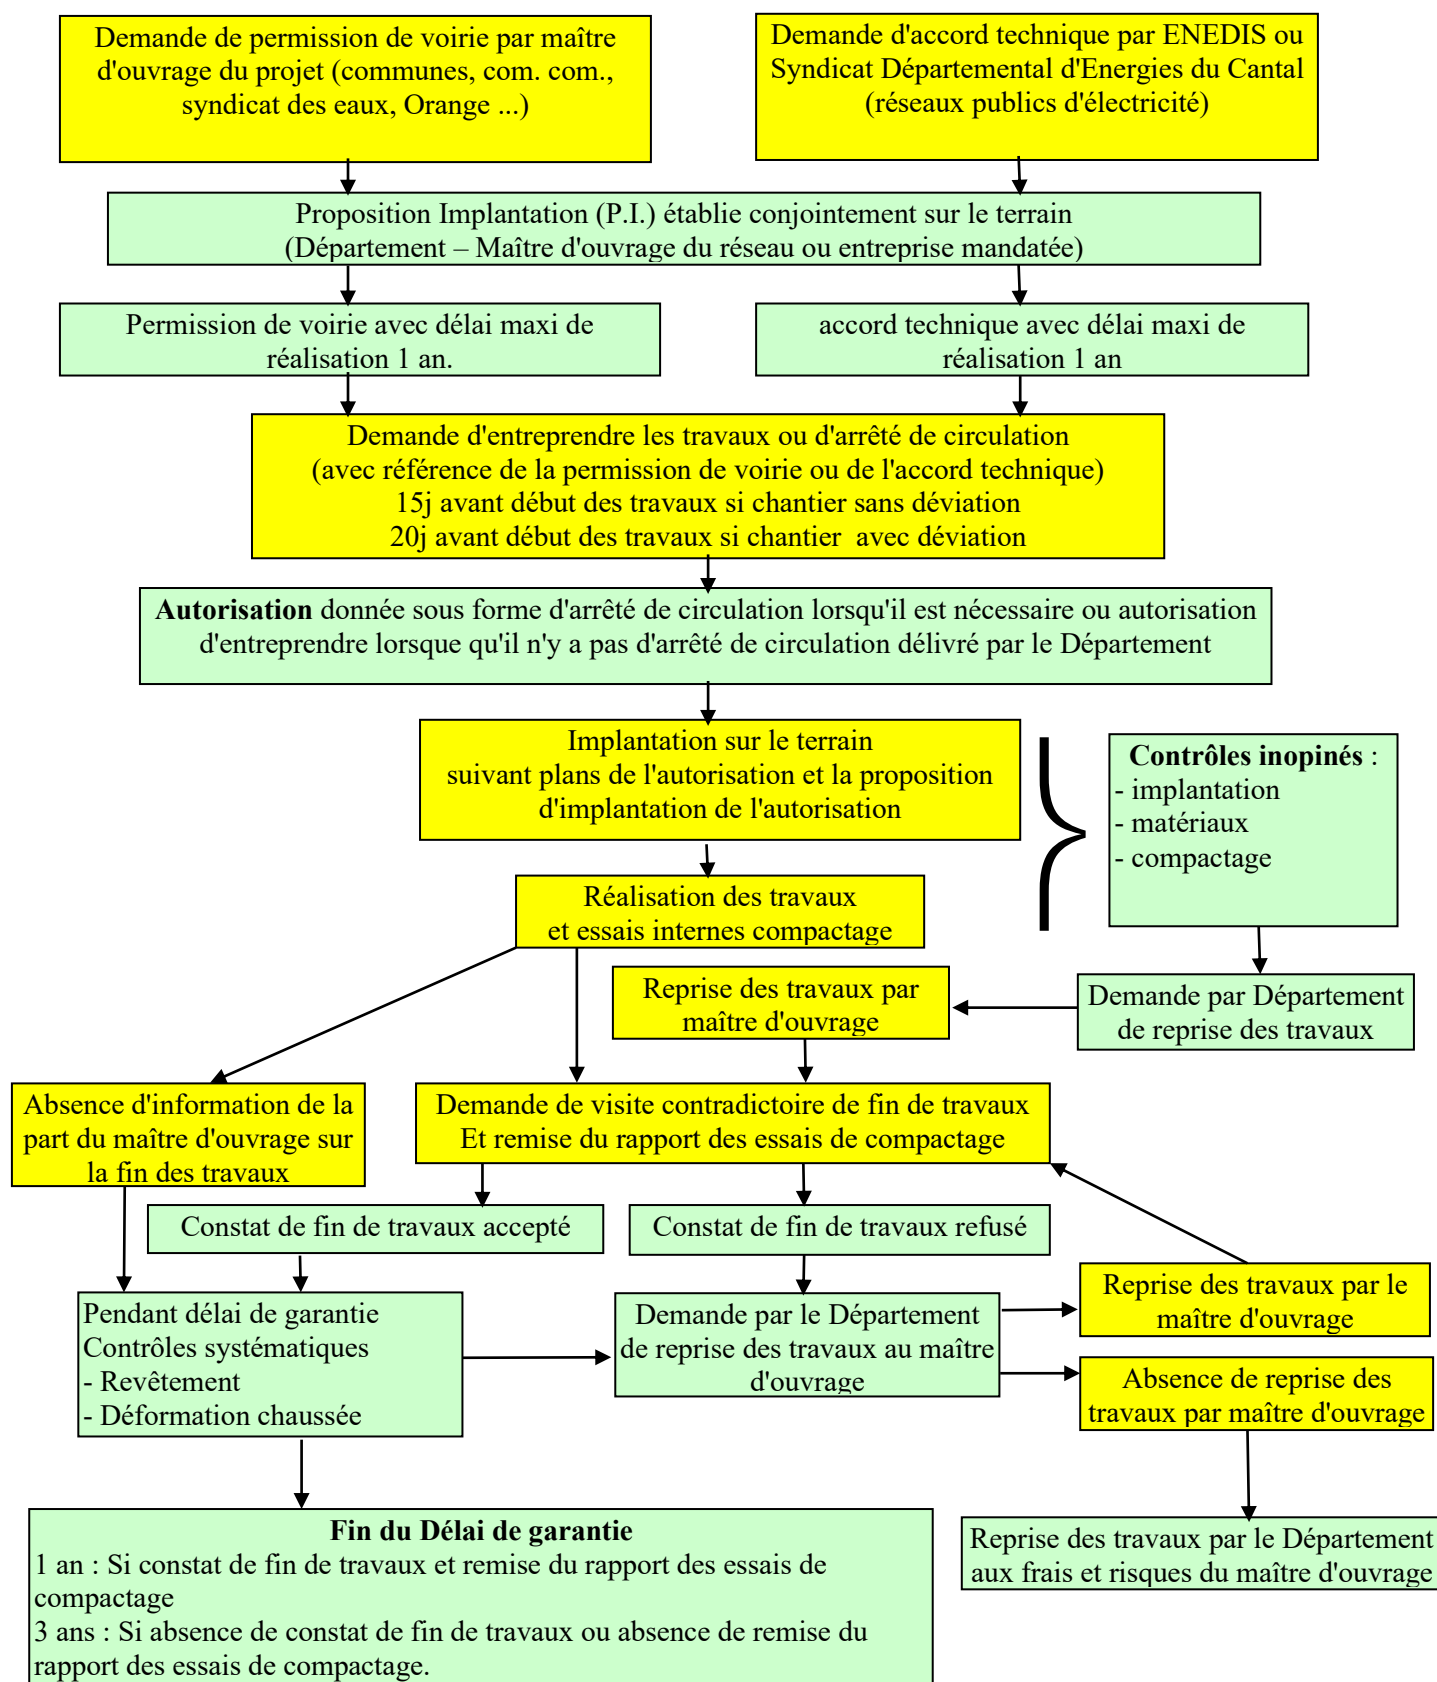 Demande de permission de voirie par maître
d'ouvrage du projet (communes, com. com.,
syndicat des eaux, Orange ...)
Demande d'accord technique par ENEDIS ou
Syndicat Départemental d'Energies du Cantal
(réseaux publics d'électricité)
Proposition Implantation (P.I.) établie conjointement sur le terrain
(Département – Maître d'ouvrage du réseau ou entreprise mandatée)
Permission de voirie avec délai maxi de
réalisation 1 an.
accord technique avec délai maxi de
réalisation 1 an
Demande d'entreprendre les travaux ou d'arrêté de circulation
(avec référence de la permission de voirie ou de l'accord technique)
15j avant début des travaux si chantier sans déviation
20j avant début des travaux si chantier  avec déviation
Autorisation donnée sous forme d'arrêté de circulation lorsqu'il est nécessaire ou autorisation
d'entreprendre lorsque qu'il n'y a pas d'arrêté de circulation délivré par le Département
Implantation sur le terrain
suivant plans de l'autorisation et la proposition
d'implantation de l'autorisation
Contrôles inopinés :
- implantation
- matériaux
- compactage
Réalisation des travaux
et essais internes compactage
Reprise des travaux par
maître d'ouvrage
Demande par Département
de reprise des travaux
Absence d'information de la
part du maître d'ouvrage sur
la fin des travaux
Demande de visite contradictoire de fin de travaux
Et remise du rapport des essais de compactage
Constat de fin de travaux accepté
Constat de fin de travaux refusé
Pendant délai de garantie
Contrôles systématiques
- Revêtement
- Déformation chaussée
Demande par le Département
de reprise des travaux au maître
d'ouvrage
Reprise des travaux par le
maître d'ouvrage
Absence de reprise des
travaux par maître d'ouvrage
Fin du Délai de garantie
1 an : Si constat de fin de travaux et remise du rapport des essais de
compactage
3 ans : Si absence de constat de fin de travaux ou absence de remise du
rapport des essais de compactage.
Reprise des travaux par le Département
aux frais et risques du maître d'ouvrage